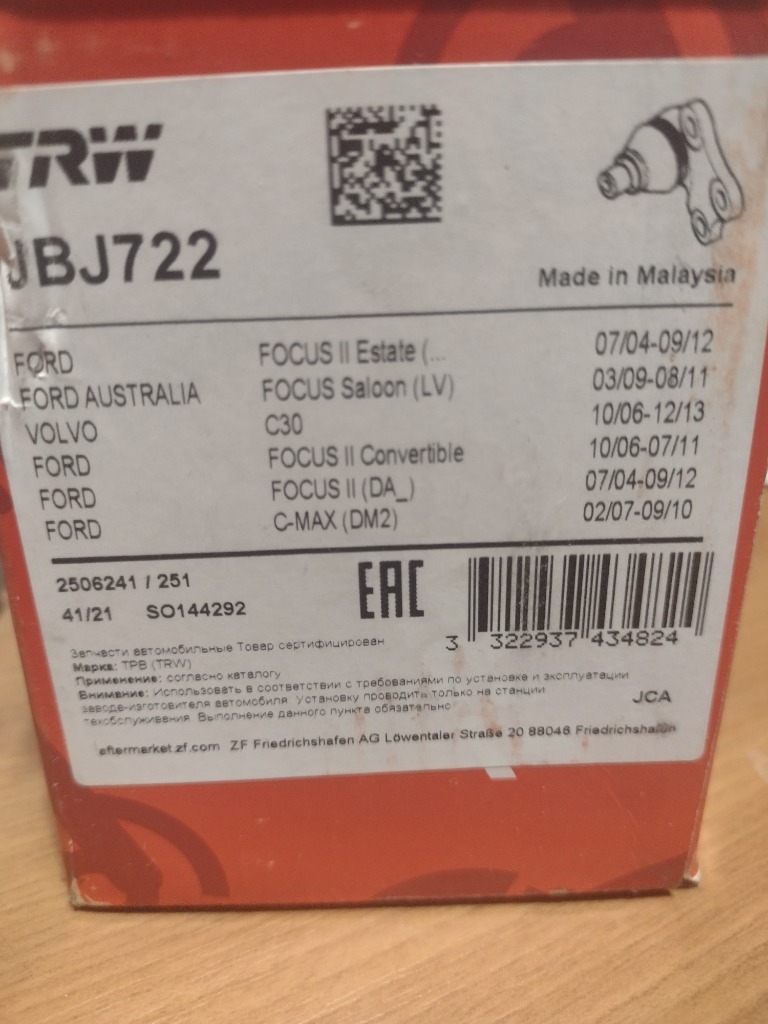 TRW
JBJ722
Made in Malaysia
FORD FOCUS II Estate (... 07/04-09/12
FORD AUSTRALIA FOCUS Saloon (LV) 03/09-08/11
VOLVO C30 10/06-12/13
FORD FOCUS II Convertible 10/06-07/11
FORD FOCUS II (DA_) 07/04-09/12
FORD C-MAX (DM2) 02/07-09/10
2506241 / 251
41/21 SO144292
EAC
3 322937 434824
Запчасти автомобильные Товар сертифицирован
Марка: ТРВ (TRW)
Применение: согласно каталогу
Внимание: Использовать в соответствии с требованиями по установке и эксплуатации
завода-изготовителя автомобиля. Установку проводить только на станции
техобслуживания. Выполнение данного пункта обязательно
JCA
aftermarket.zf.com ZF Friedrichshafen AG Löwentaler Straße 20 88046 Friedrichshafen